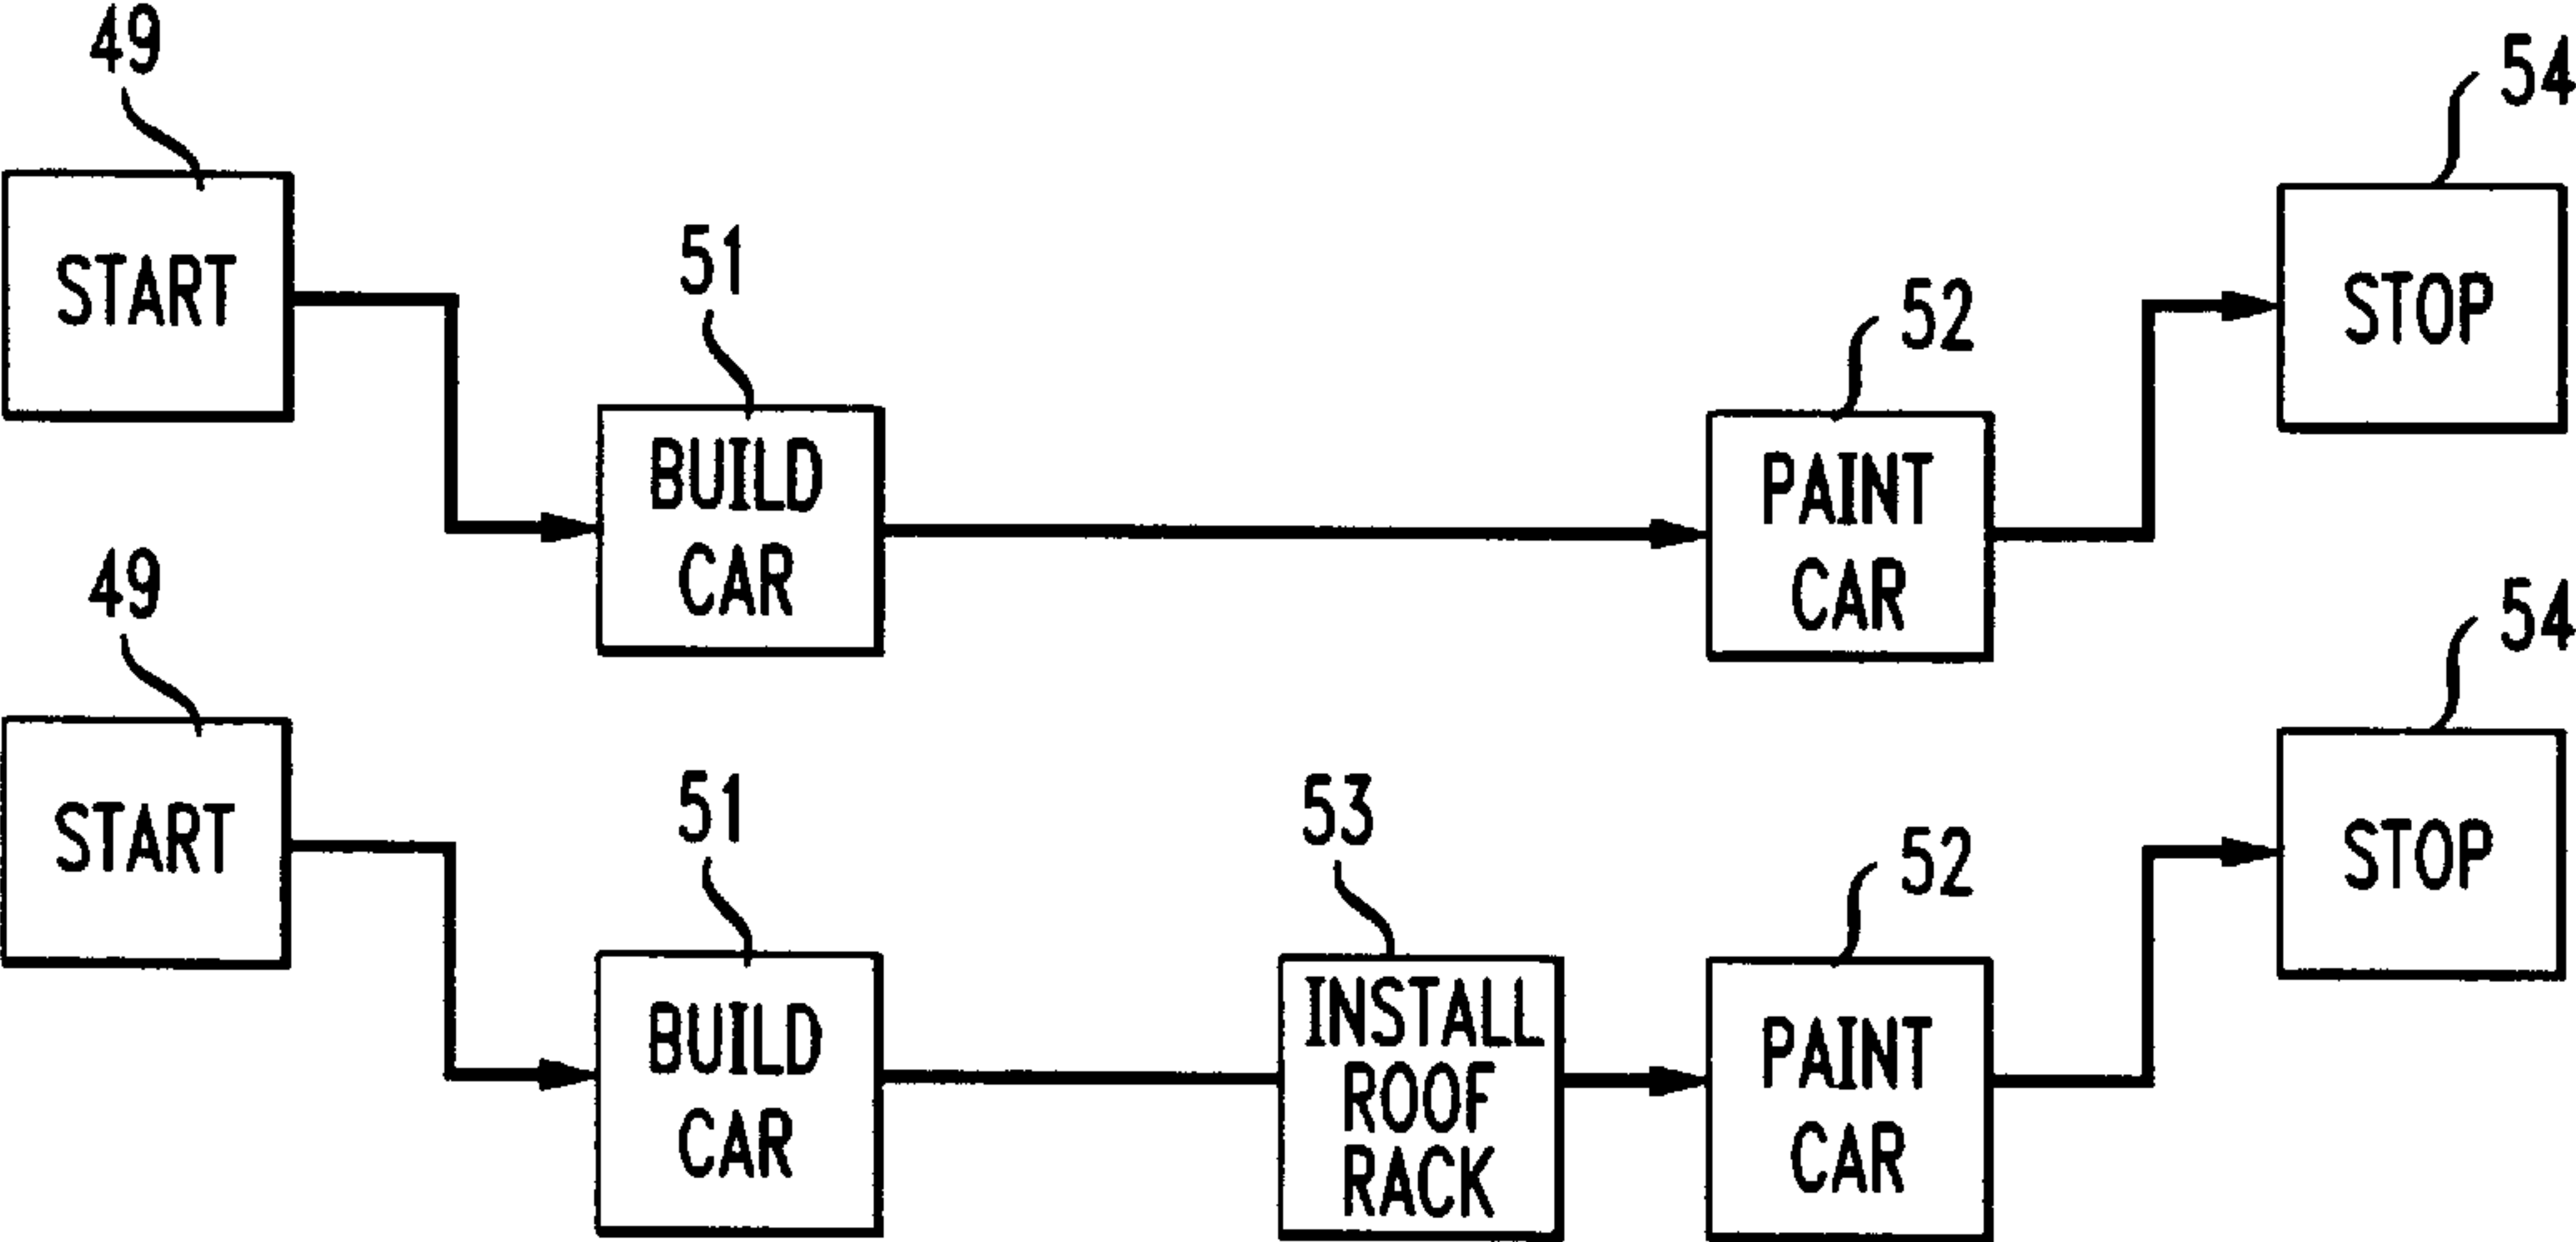 49
54
START
51
52
STOP
BUILD
CAR
PAINT
CAR
49
54
START
51
53
52
STOP
BUILD
CAR
INSTALL
ROOF
RACK
PAINT
CAR